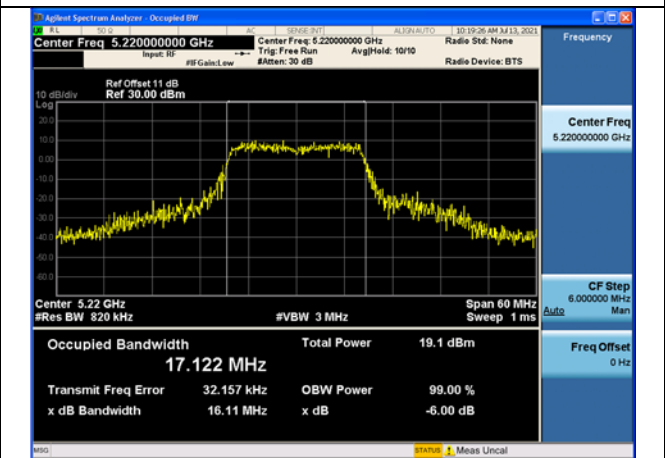 Agilent Spectrum Analyzer - Occupied BW
RL 50 Ω AC SENSE:INT ALIGN AUTO 10:19:26 AM Jul 13, 2021
Center Freq 5.220000000 GHz
Center Freq: 5.220000000 GHz
Radio Std: None
Input: RF
Trig: Free Run
Avg|Hold: 10/10
#IFGain:Low
#Atten: 30 dB
Radio Device: BTS
Frequency
Ref Offset 11 dB
10 dB/div Ref 30.00 dBm
Log
20.0
10.0
0.00
-10.0
-20.0
-30.0
-40.0
-50.0
-60.0
Center Freq
5.220000000 GHz
Center 5.22 GHz
Span 60 MHz
#Res BW 820 kHz
#VBW 3 MHz
Sweep 1 ms
CF Step
6.000000 MHz
Auto Man
Occupied Bandwidth
17.122 MHz
Total Power 19.1 dBm
Freq Offset
0 Hz
Transmit Freq Error 32.157 kHz
OBW Power 99.00 %
x dB Bandwidth 16.11 MHz
x dB -6.00 dB
MSG
STATUS Meas Uncal